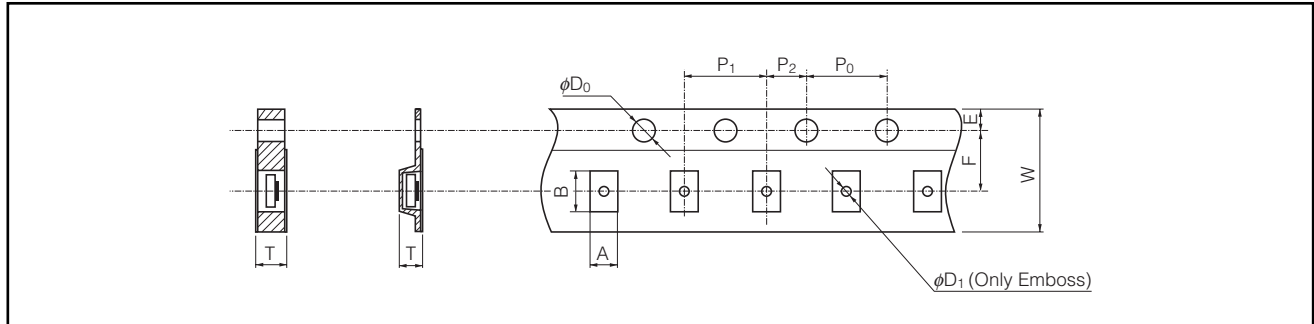 P₁ P₂ P₀
ϕD₀
E
F
W
B
T
T
A
ϕD₁ (Only Emboss)